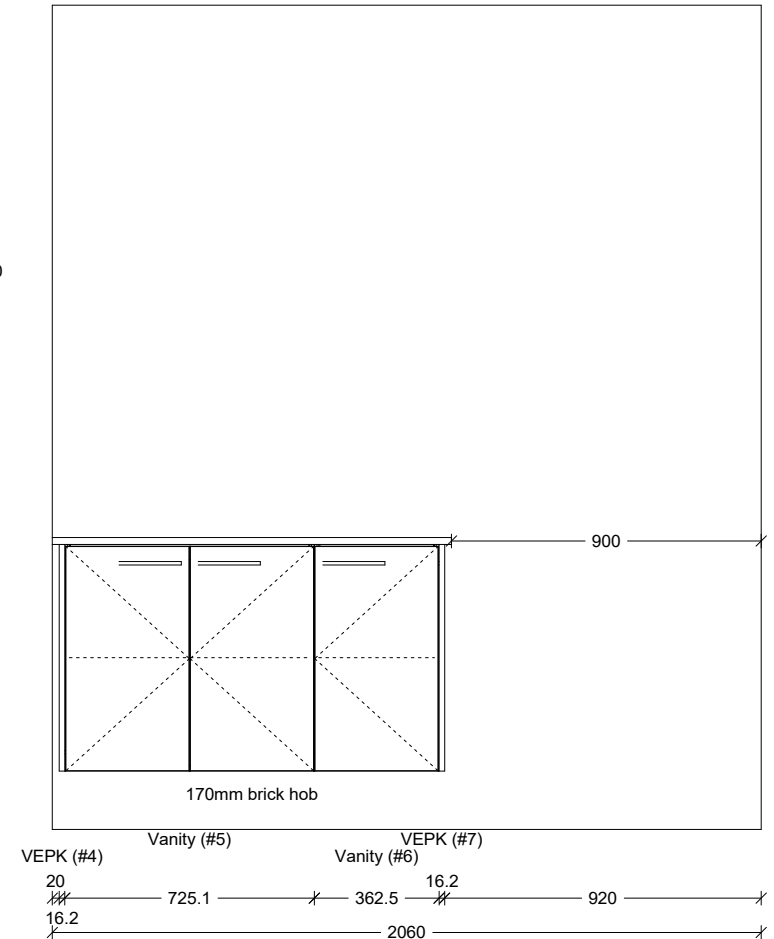 0
900
170mm brick hob
Vanity (#5) VEPK (#7)
VEPK (#4) Vanity (#6)
20 16.2
725.1 362.5 920
16.2
2060